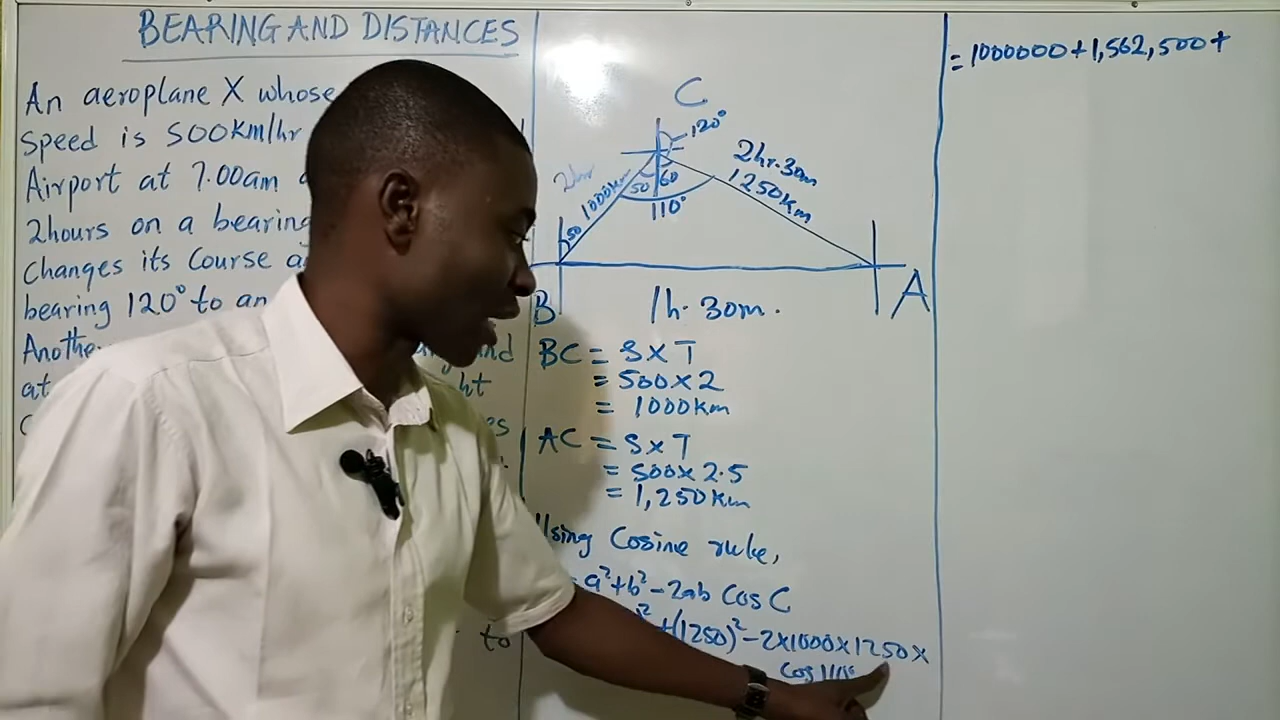 BEARING AND DISTANCES
An aeroplane X whose
Speed is 500km/hr
Airport at 7.00am
2hours on a bearing
Changes its Course
bearing 120° to an
at
to
C
120°
2hr
1000km
50
60
110°
2hr·30m
1250km
50
B
A
1h·30m.
BC = S×T
= 500×2
= 1000km
AC = S×T
= 500×2.5
= 1,250km
Using Cosine rule,
a²+b²-2ab Cos C
+(1250)²-2×1000×1250×
Cos 110°
= 1000000+1,562,500+